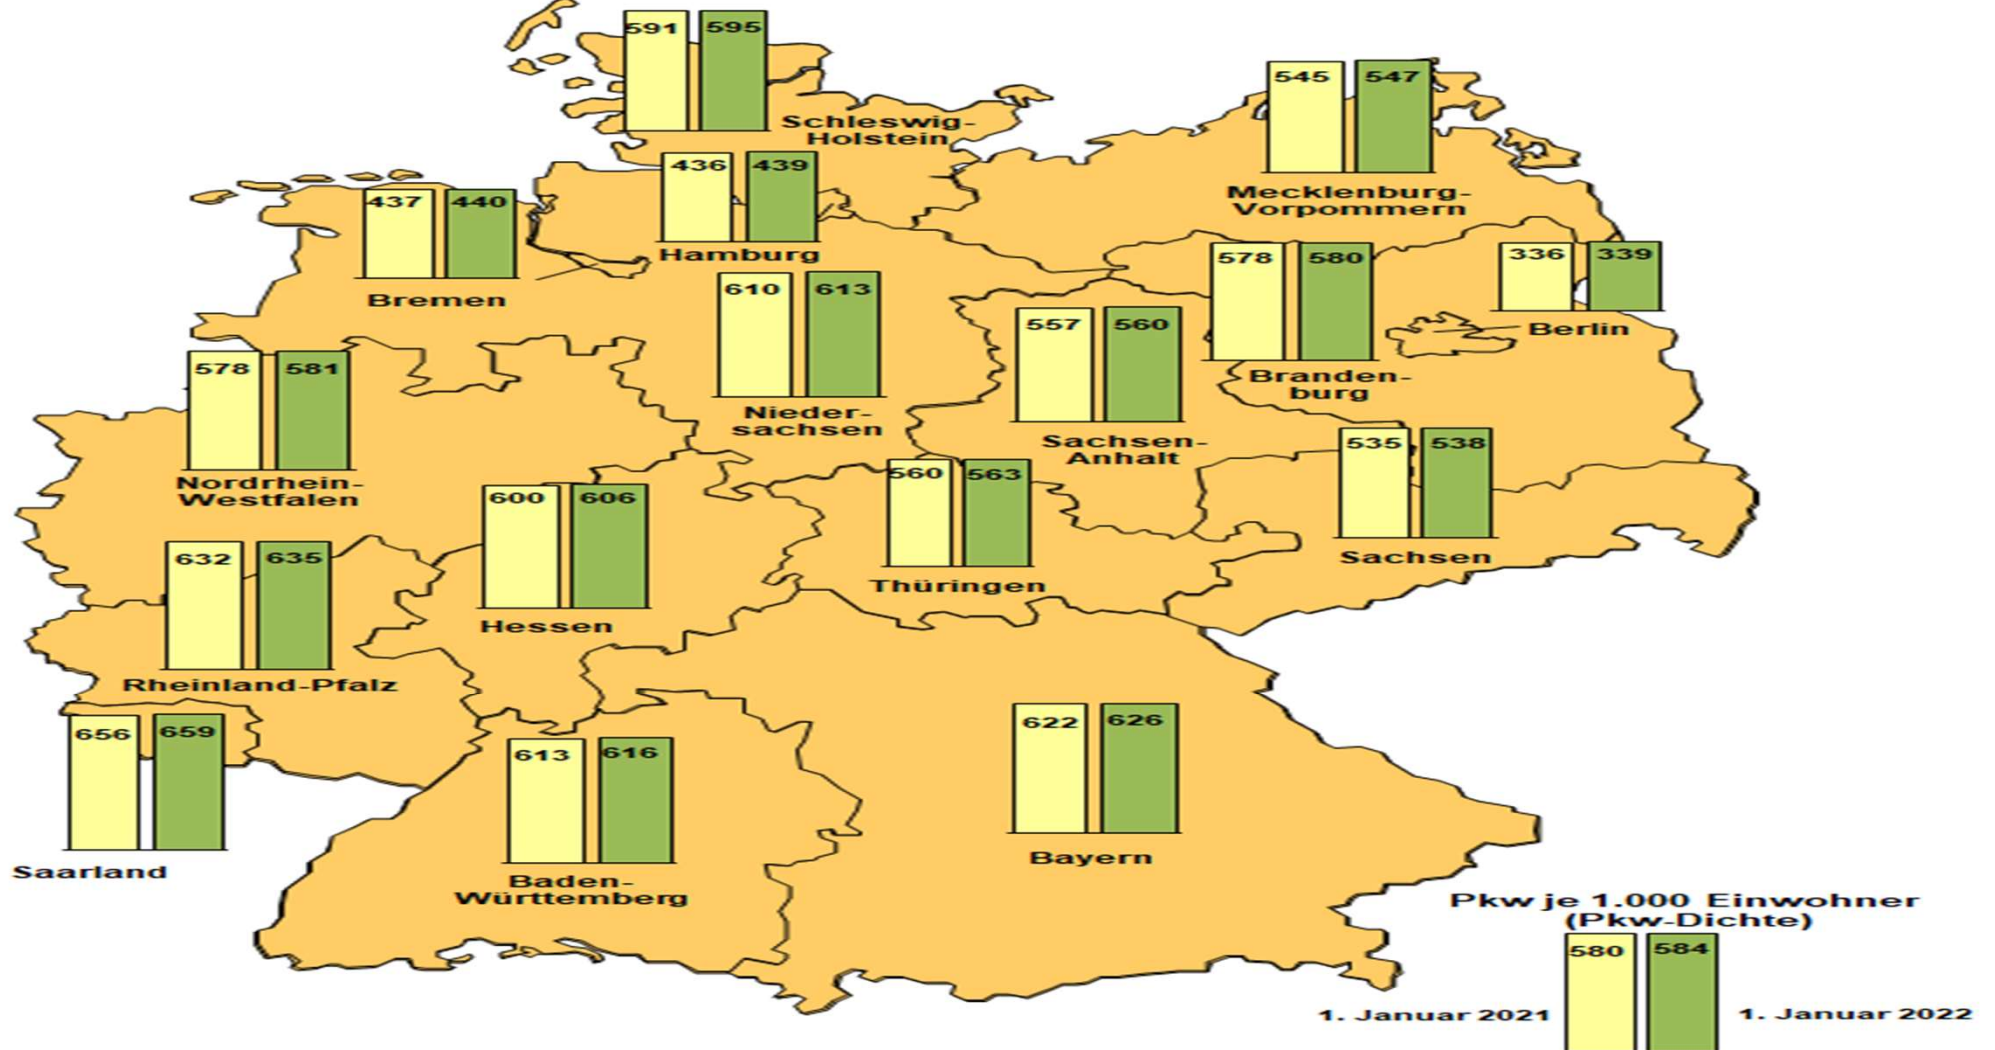 591 595
Schleswig-
Holstein
545 547
Mecklenburg-
Vorpommern
436 439
Hamburg
437 440
Bremen
578 580
Branden-
burg
336 339
Berlin
610 613
Nieder-
sachsen
557 560
Sachsen-
Anhalt
578 581
Nordrhein-
Westfalen
535 538
Sachsen
560 563
Thüringen
600 606
Hessen
632 635
Rheinland-Pfalz
656 659
Saarland
613 616
Baden-
Württemberg
622 626
Bayern
Pkw je 1.000 Einwohner
(Pkw-Dichte)
580 584
1. Januar 2021 1. Januar 2022